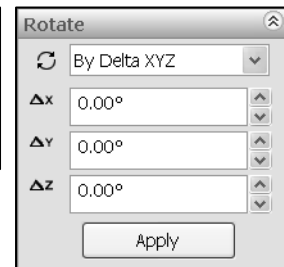 Rotate
By Delta XYZ
ΔX 0.00°
ΔY 0.00°
ΔZ 0.00°
Apply